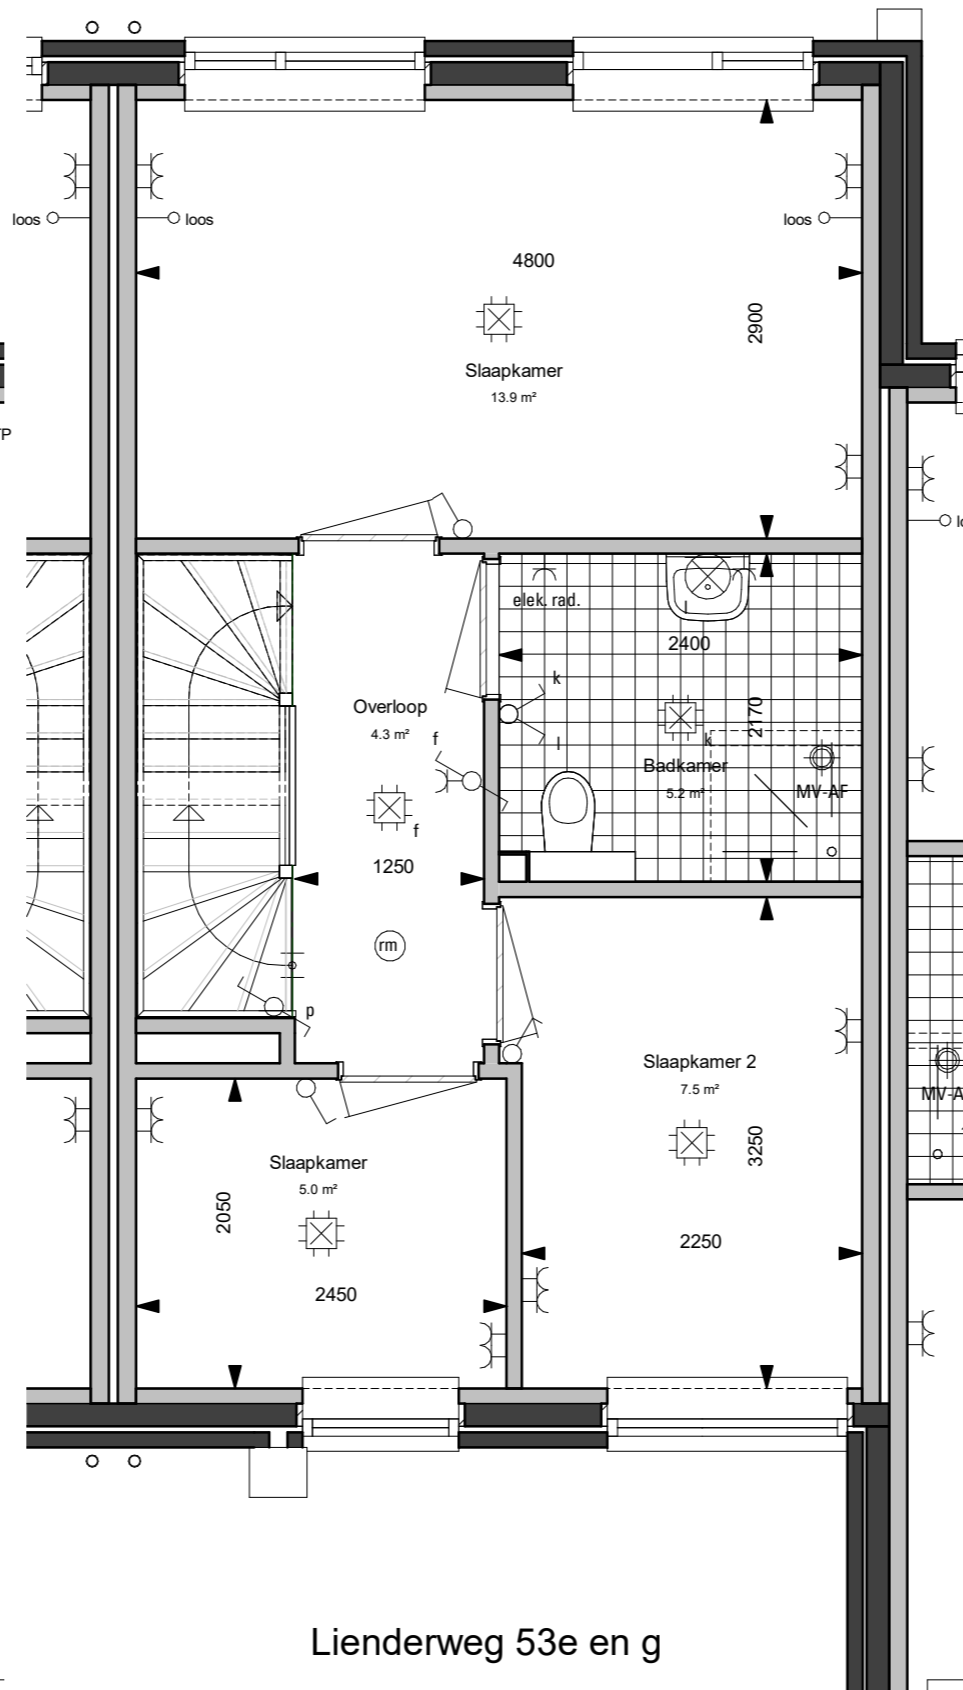 loos
loos
loos
4800
2900
Slaapkamer
13.9 m²
elek. rad.
2400
k
l
l
2170
k
Badkamer
5.2 m²
MV-AF
Overloop
4.3 m²
f
f
1250
rm
p
Slaapkamer 2
7.5 m²
3250
2250
Slaapkamer
5.0 m²
2050
2450
Lienderweg 53e en g